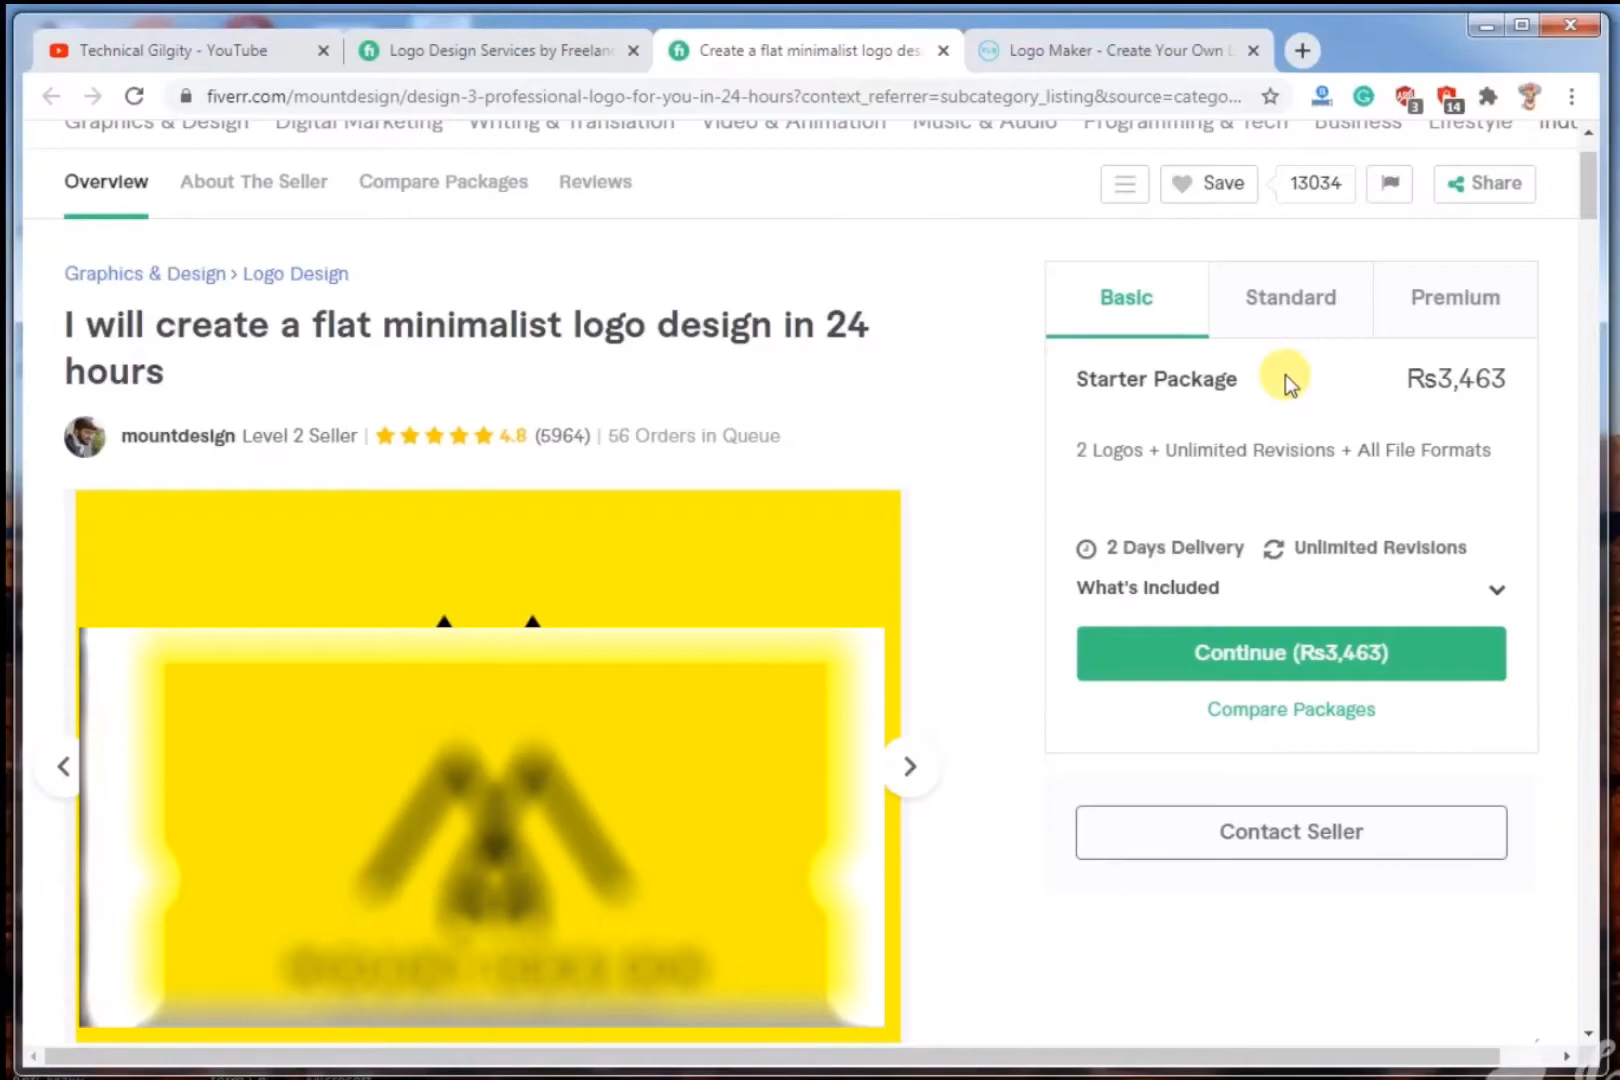 Technical Gilgity - YouTube
Logo Design Services by Freelan
Create a flat minimalist logo des
Logo Maker - Create Your Own L
fiverr.com/mountdesign/design-3-professional-logo-for-you-in-24-hours?context_referrer=subcategory_listing&source=catego...
3
14
Graphics & Design Digital Marketing Writing & Translation Video & Animation Music & Audio Programming & Tech Business Lifestyle Indu
Overview About The Seller Compare Packages Reviews
Save 13034 Share
Graphics & Design › Logo Design
I will create a flat minimalist logo design in 24
hours
mountdesign Level 2 Seller | 4.8 (5964) | 56 Orders in Queue
Basic Standard Premium
Starter Package Rs3,463
2 Logos + Unlimited Revisions + All File Formats
2 Days Delivery Unlimited Revisions
What's Included
Continue (Rs3,463)
Compare Packages
Contact Seller